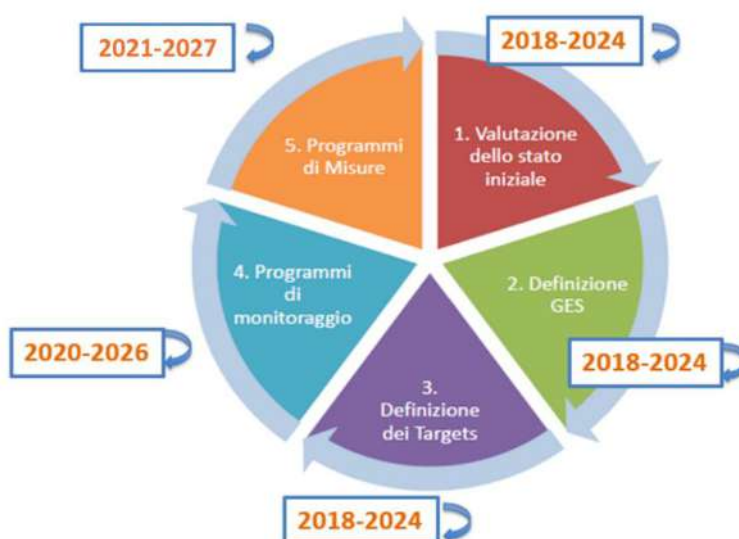 2021-2027
2018-2024
1. Valutazione
dello stato
iniziale
5. Programmi
di Misure
2. Definizione
GES
4. Programmi
di
monitoraggio
2020-2026
2018-2024
3.
Definizione
dei Targets
2018-2024